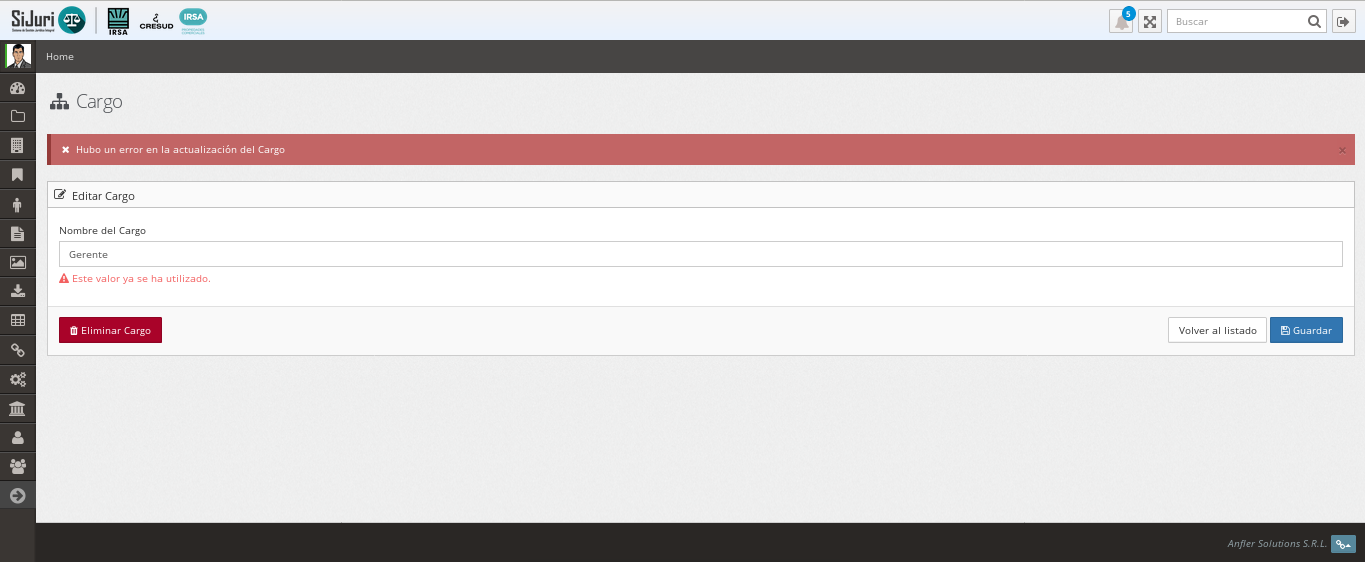 SiJuri
IRSA
CRESUD
IRSA
5
Buscar
Home
Cargo
Hubo un error en la actualización del Cargo
×
Editar Cargo
Nombre del Cargo
Gerente
Este valor ya se ha utilizado.
Eliminar Cargo
Volver al listado
Guardar
Anfler Solutions S.R.L.